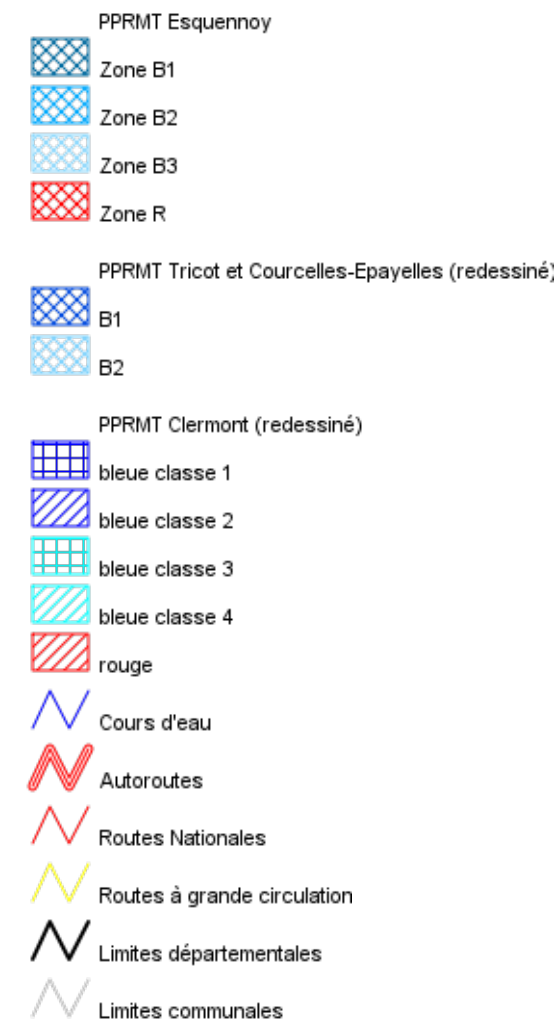 PPRMT Esquennoy
Zone B1
Zone B2
Zone B3
Zone R
PPRMT Tricot et Courcelles-Epayelles (redessiné)
B1
B2
PPRMT Clermont (redessiné)
bleue classe 1
bleue classe 2
bleue classe 3
bleue classe 4
rouge
Cours d'eau
Autoroutes
Routes Nationales
Routes à grande circulation
Limites départementales
Limites communales